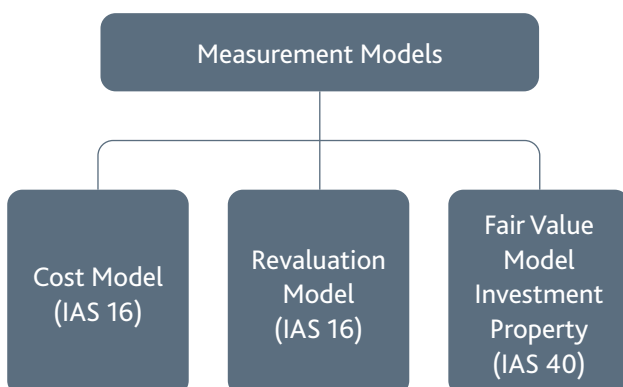 Measurement Models
Cost Model
(IAS 16)
Revaluation
Model
(IAS 16)
Fair Value
Model
Investment
Property
(IAS 40)